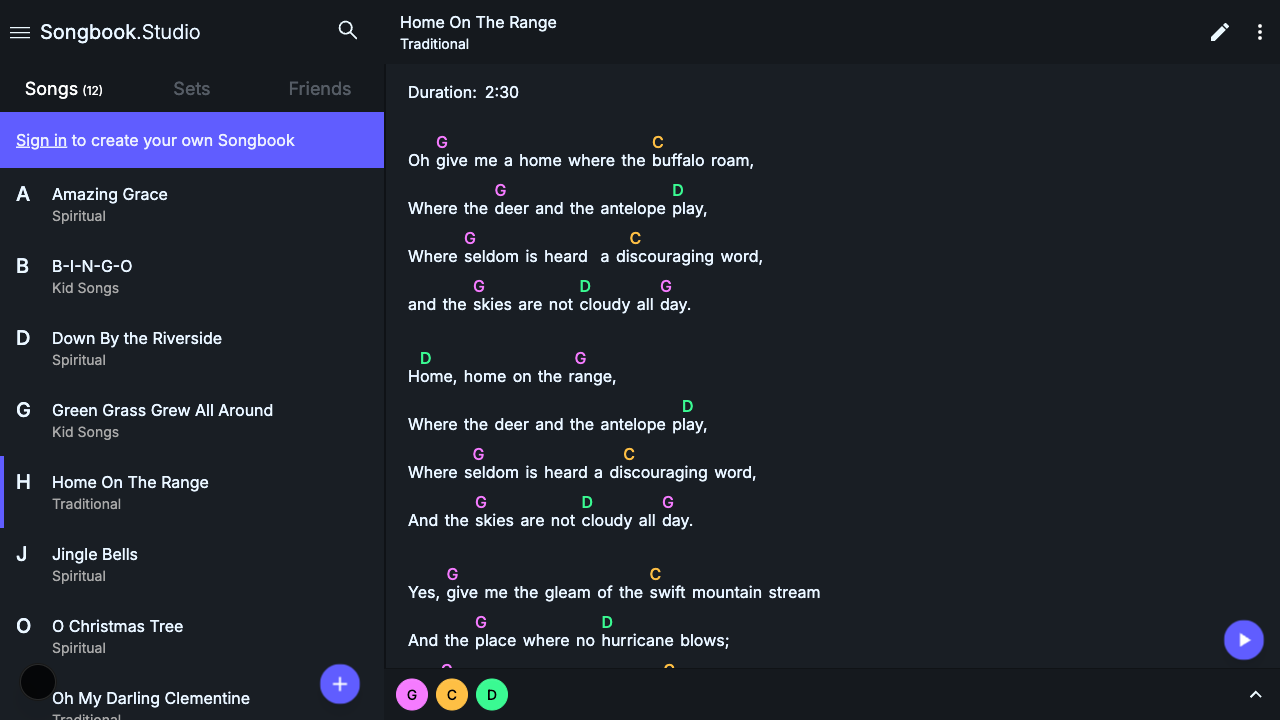 Songbook.Studio
Songs (12) Sets Friends
Sign in to create your own Songbook
A Amazing Grace
Spiritual
B B-I-N-G-O
Kid Songs
D Down By the Riverside
Spiritual
G Green Grass Grew All Around
Kid Songs
H Home On The Range
Traditional
J Jingle Bells
Spiritual
O O Christmas Tree
Spiritual
Oh My Darling Clementine
Traditional
Home On The Range
Traditional
Duration: 2:30
G C
Oh give me a home where the buffalo roam,
G D
Where the deer and the antelope play,
G C
Where seldom is heard a discouraging word,
G D G
and the skies are not cloudy all day.
D G
Home, home on the range,
D
Where the deer and the antelope play,
G C
Where seldom is heard a discouraging word,
G D G
And the skies are not cloudy all day.
G C
Yes, give me the gleam of the swift mountain stream
G D
And the place where no hurricane blows;
G C
G C D